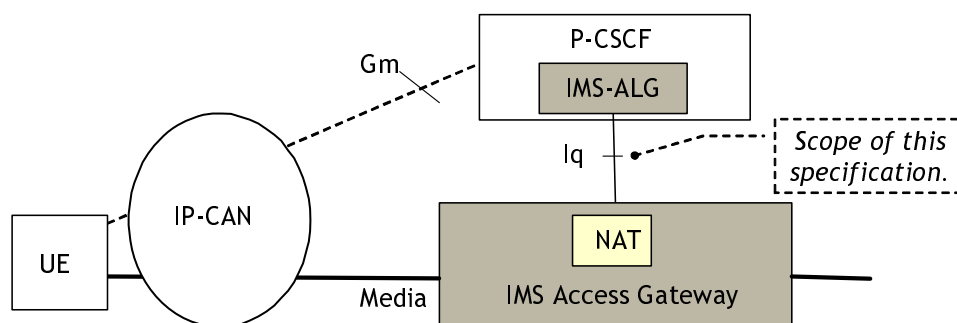 P-CSCF
Gm
IMS-ALG
Iq
Scope of this
specification.
IP-CAN
NAT
UE
Media
IMS Access Gateway